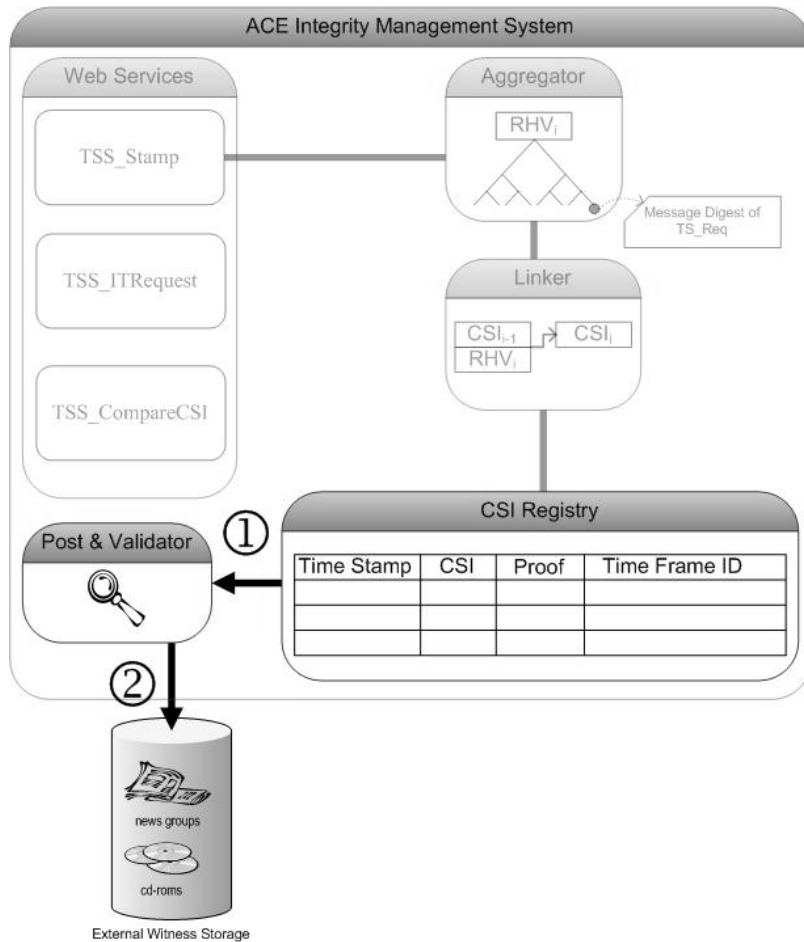 ACE Integrity Management System
Web Services
TSS_Stamp
TSS_ITRequest
TSS_CompareCSI
Aggregator
RHVi
Message Digest of
TS_Req
Linker
CSIi-1
RHVi
CSIi
CSI Registry
Time Stamp CSI Proof Time Frame ID
①
Post & Validator
②
news groups
cd-roms
External Witness Storage